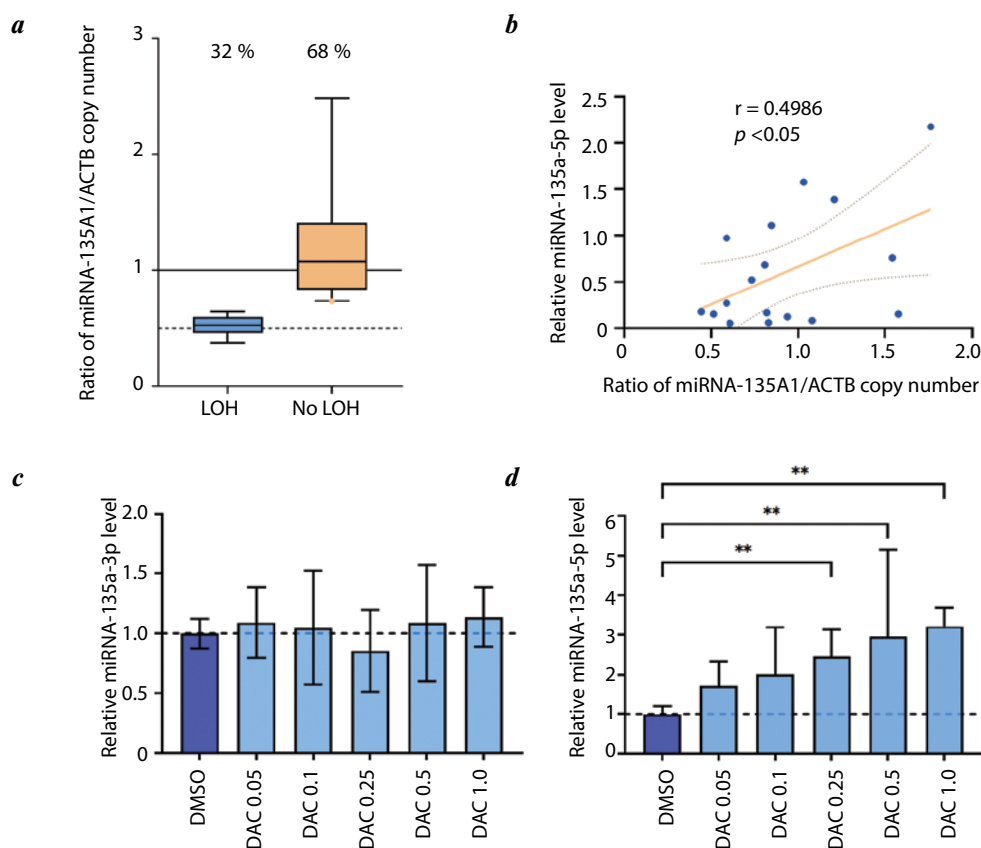 a
Ratio of miRNA-135A1/ACTB copy number
3
2
1
0
32 %
68 %
LOH
No LOH
b
Relative miRNA-135a-5p level
2.5
2.0
1.5
1.0
0.5
0
r = 0.4986
p <0.05
0
0.5
1.0
1.5
2.0
Ratio of miRNA-135A1/ACTB copy number
c
Relative miRNA-135a-3p level
2.0
1.5
1.0
0.5
0
DMSO
DAC 0.05
DAC 0.1
DAC 0.25
DAC 0.5
DAC 1.0
d
Relative miRNA-135a-5p level
**
**
**
6
5
4
3
2
1
0
DMSO
DAC 0.05
DAC 0.1
DAC 0.25
DAC 0.5
DAC 1.0